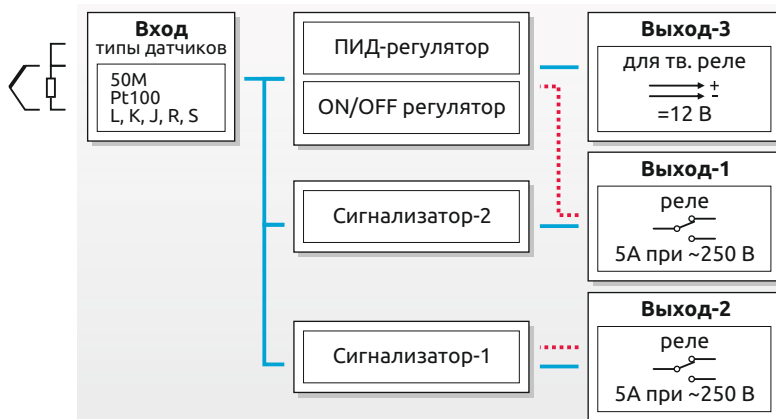 Вход
типы датчиков
50М
Pt100
L, K, J, R, S
ПИД-регулятор
ON/OFF регулятор
Сигнализатор-2
Сигнализатор-1
Выход-3
для тв. реле
+
-
=12 В
Выход-1
реле
5А при ~250 В
Выход-2
реле
5А при ~250 В